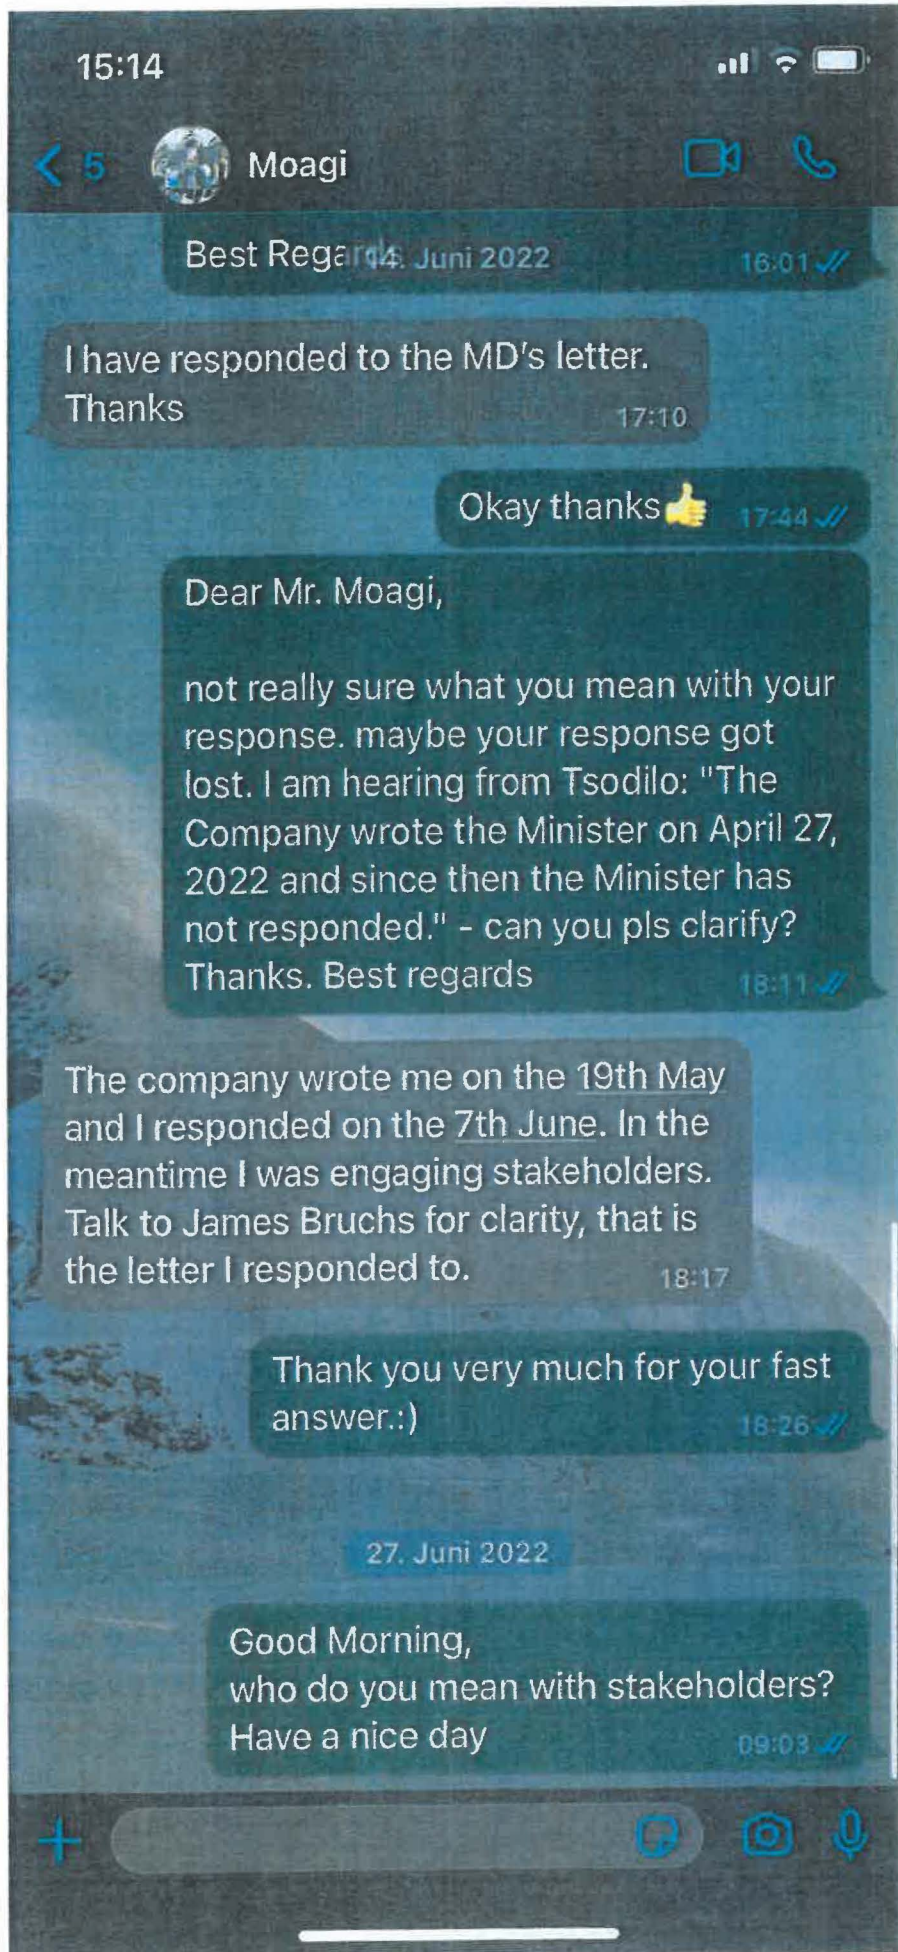 15:14
5 Moagi
Best Regards 14. Juni 2022 16:01
I have responded to the MD's letter.
Thanks 17:10
Okay thanks👍 17:44
Dear Mr. Moagi,
not really sure what you mean with your
response. maybe your response got
lost. I am hearing from Tsodilo: "The
Company wrote the Minister on April 27,
2022 and since then the Minister has
not responded." - can you pls clarify?
Thanks. Best regards 18:11
The company wrote me on the 19th May
and I responded on the 7th June. In the
meantime I was engaging stakeholders.
Talk to James Bruchs for clarity, that is
the letter I responded to. 18:17
Thank you very much for your fast
answer.:) 18:26
27. Juni 2022
Good Morning,
who do you mean with stakeholders?
Have a nice day 09:03